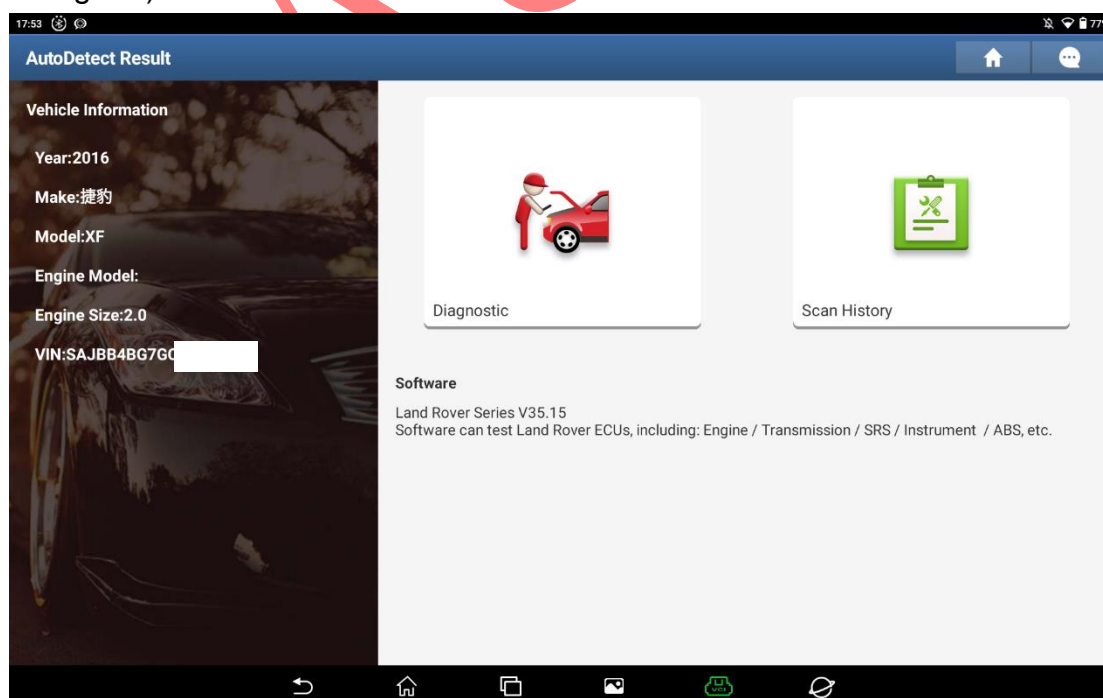 17:53
77%
AutoDetect Result
Vehicle Information
Year:2016
Make:捷豹
Model:XF
Engine Model:
Engine Size:2.0
VIN:SAJBB4BG7G
Diagnostic
Scan History
Software
Land Rover Series V35.15
Software can test Land Rover ECUs, including: Engine / Transmission / SRS / Instrument / ABS, etc.
VCI